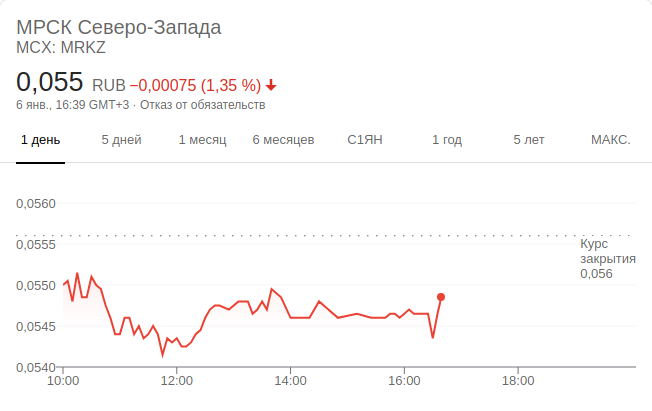 МРСК Северо-Запада
MCX: MRKZ
0,055 RUB −0,00075 (1,35 %)
6 янв., 16:39 GMT+3 · Отказ от обязательств
1 день 5 дней 1 месяц 6 месяцев С1ЯН 1 год 5 лет МАКС.
0,0560
0,0555
Курс
закрытия
0,056
0,0550
0,0545
0,0540
10:00 12:00 14:00 16:00 18:00